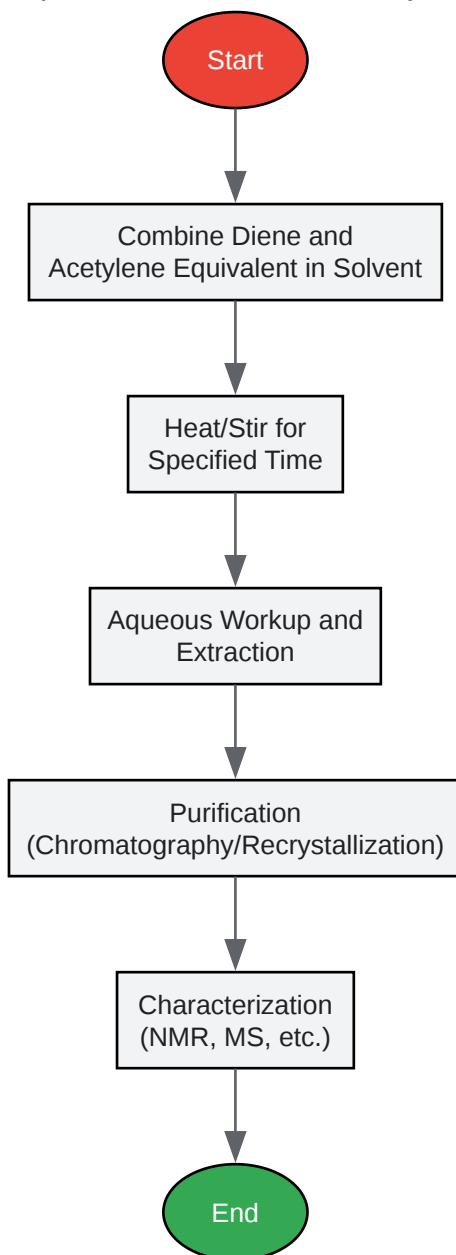 Start
Combine Diene and
Acetylene Equivalent in Solvent
Heat/Stir for
Specified Time
Aqueous Workup and
Extraction
Purification
(Chromatography/Recrystallization)
Characterization
(NMR, MS, etc.)
End